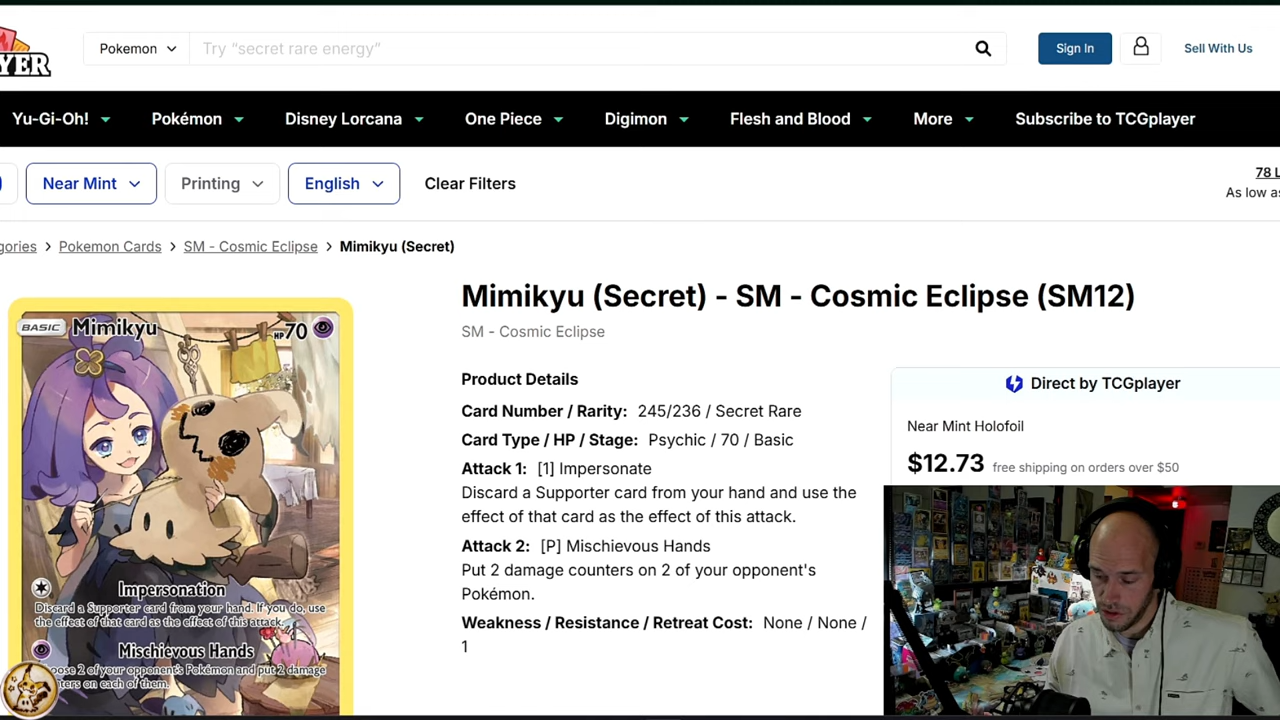 YER
Pokemon
Try “secret rare energy”
Sign In
Sell With Us
Yu-Gi-Oh!
Pokémon
Disney Lorcana
One Piece
Digimon
Flesh and Blood
More
Subscribe to TCGplayer
Near Mint
Printing
English
Clear Filters
78 L
As low as
gories > Pokemon Cards > SM - Cosmic Eclipse > Mimikyu (Secret)
Mimikyu (Secret) - SM - Cosmic Eclipse (SM12)
SM - Cosmic Eclipse
Product Details
Card Number / Rarity: 245/236 / Secret Rare
Card Type / HP / Stage: Psychic / 70 / Basic
Attack 1: [1] Impersonate
Discard a Supporter card from your hand and use the
effect of that card as the effect of this attack.
Attack 2: [P] Mischievous Hands
Put 2 damage counters on 2 of your opponent's
Pokémon.
Weakness / Resistance / Retreat Cost: None / None /
1
Direct by TCGplayer
Near Mint Holofoil
$12.73 free shipping on orders over $50
BASIC Mimikyu HP 70
Impersonation
Discard a Supporter card from your hand. If you do, use
the effect of that card as the effect of this attack.
Mischievous Hands
oose 2 of your opponent's Pokémon and put 2 damage
ters on each of them.